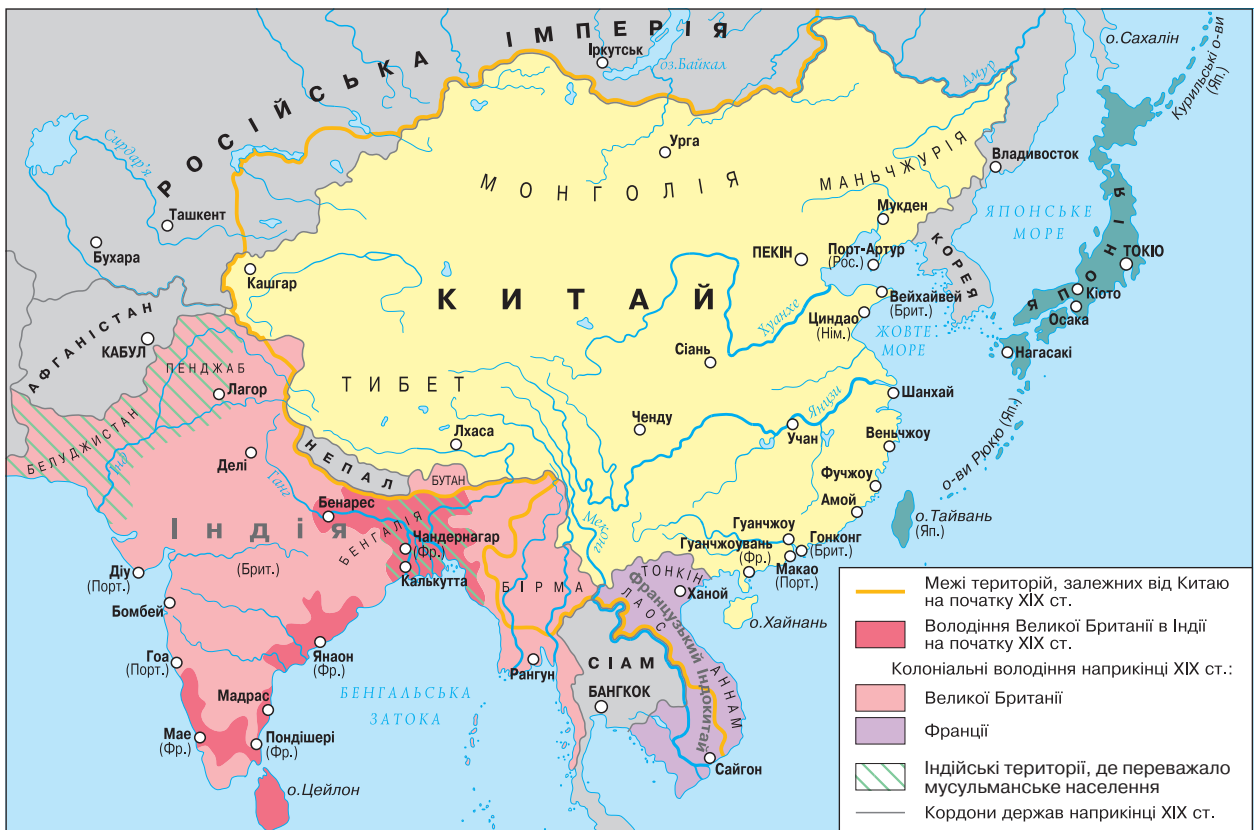 РОСІЙСЬКА ІМПЕРІЯ
Іркутськ
оз.Байкал
Амур
о.Сахалін
Курильські о-ви
(Яп.)
Сирдар'я
Ташкент
Бухара
Урга
МОНГОЛІЯ
МАНЬЧЖУРІЯ
Владивосток
Мукден
ЯПОНСЬКЕ
МОРЕ
ЯПОНІЯ
ТОКІО
Кіото
Осака
Нагасакі
КОРЕЯ
ПЕКІН
Порт-Артур
(Рос.)
Вейхайвей
(Брит.)
Циндао
(Нім.)
ЖОВТЕ
МОРЕ
Кашгар
КИТАЙ
Хуанхе
Сіань
АФГАНІСТАН
КАБУЛ
ПЕНДЖАБ
Лагор
БЕЛУДЖИСТАН
Інд
ТИБЕТ
Лхаса
Ченду
Янцзи
Учан
Шанхай
Веньчжоу
Фучжоу
Амой
о-ви Рюкю (Яп.)
о.Тайвань
(Яп.)
Делі
Ганг
НЕПАЛ
БУТАН
Бенарес
Індія
(Брит.)
БЕНГАЛІЯ
Чандернагар
(Фр.)
Калькутта
Мек-
гног
Гуанчжоу
Гуанчжоувань
(Фр.)
Гонконг
(Брит.)
Макао
(Порт.)
о.Хайнань
Діу
(Порт.)
Бомбей
Гоа
(Порт.)
Янаон
(Фр.)
Мадрас
Мае
(Фр.)
Пондішері
(Фр.)
о.Цейлон
БЕНГАЛЬСЬКА
ЗАТОКА
БІРМА
Рангун
СІАМ
БАНГКОК
ТОНКІН
Ханой
ЛАОС
Французький Індокитай
АННАМ
Сайгон
Межі територій, залежних від Китаю
на початку XIX ст.
Володіння Великої Британії в Індії
на початку XIX ст.
Колоніальні володіння наприкінці XIX ст.:
Великої Британії
Франції
Індійські території, де переважало
мусульманське населення
Кордони держав наприкінці XIX ст.